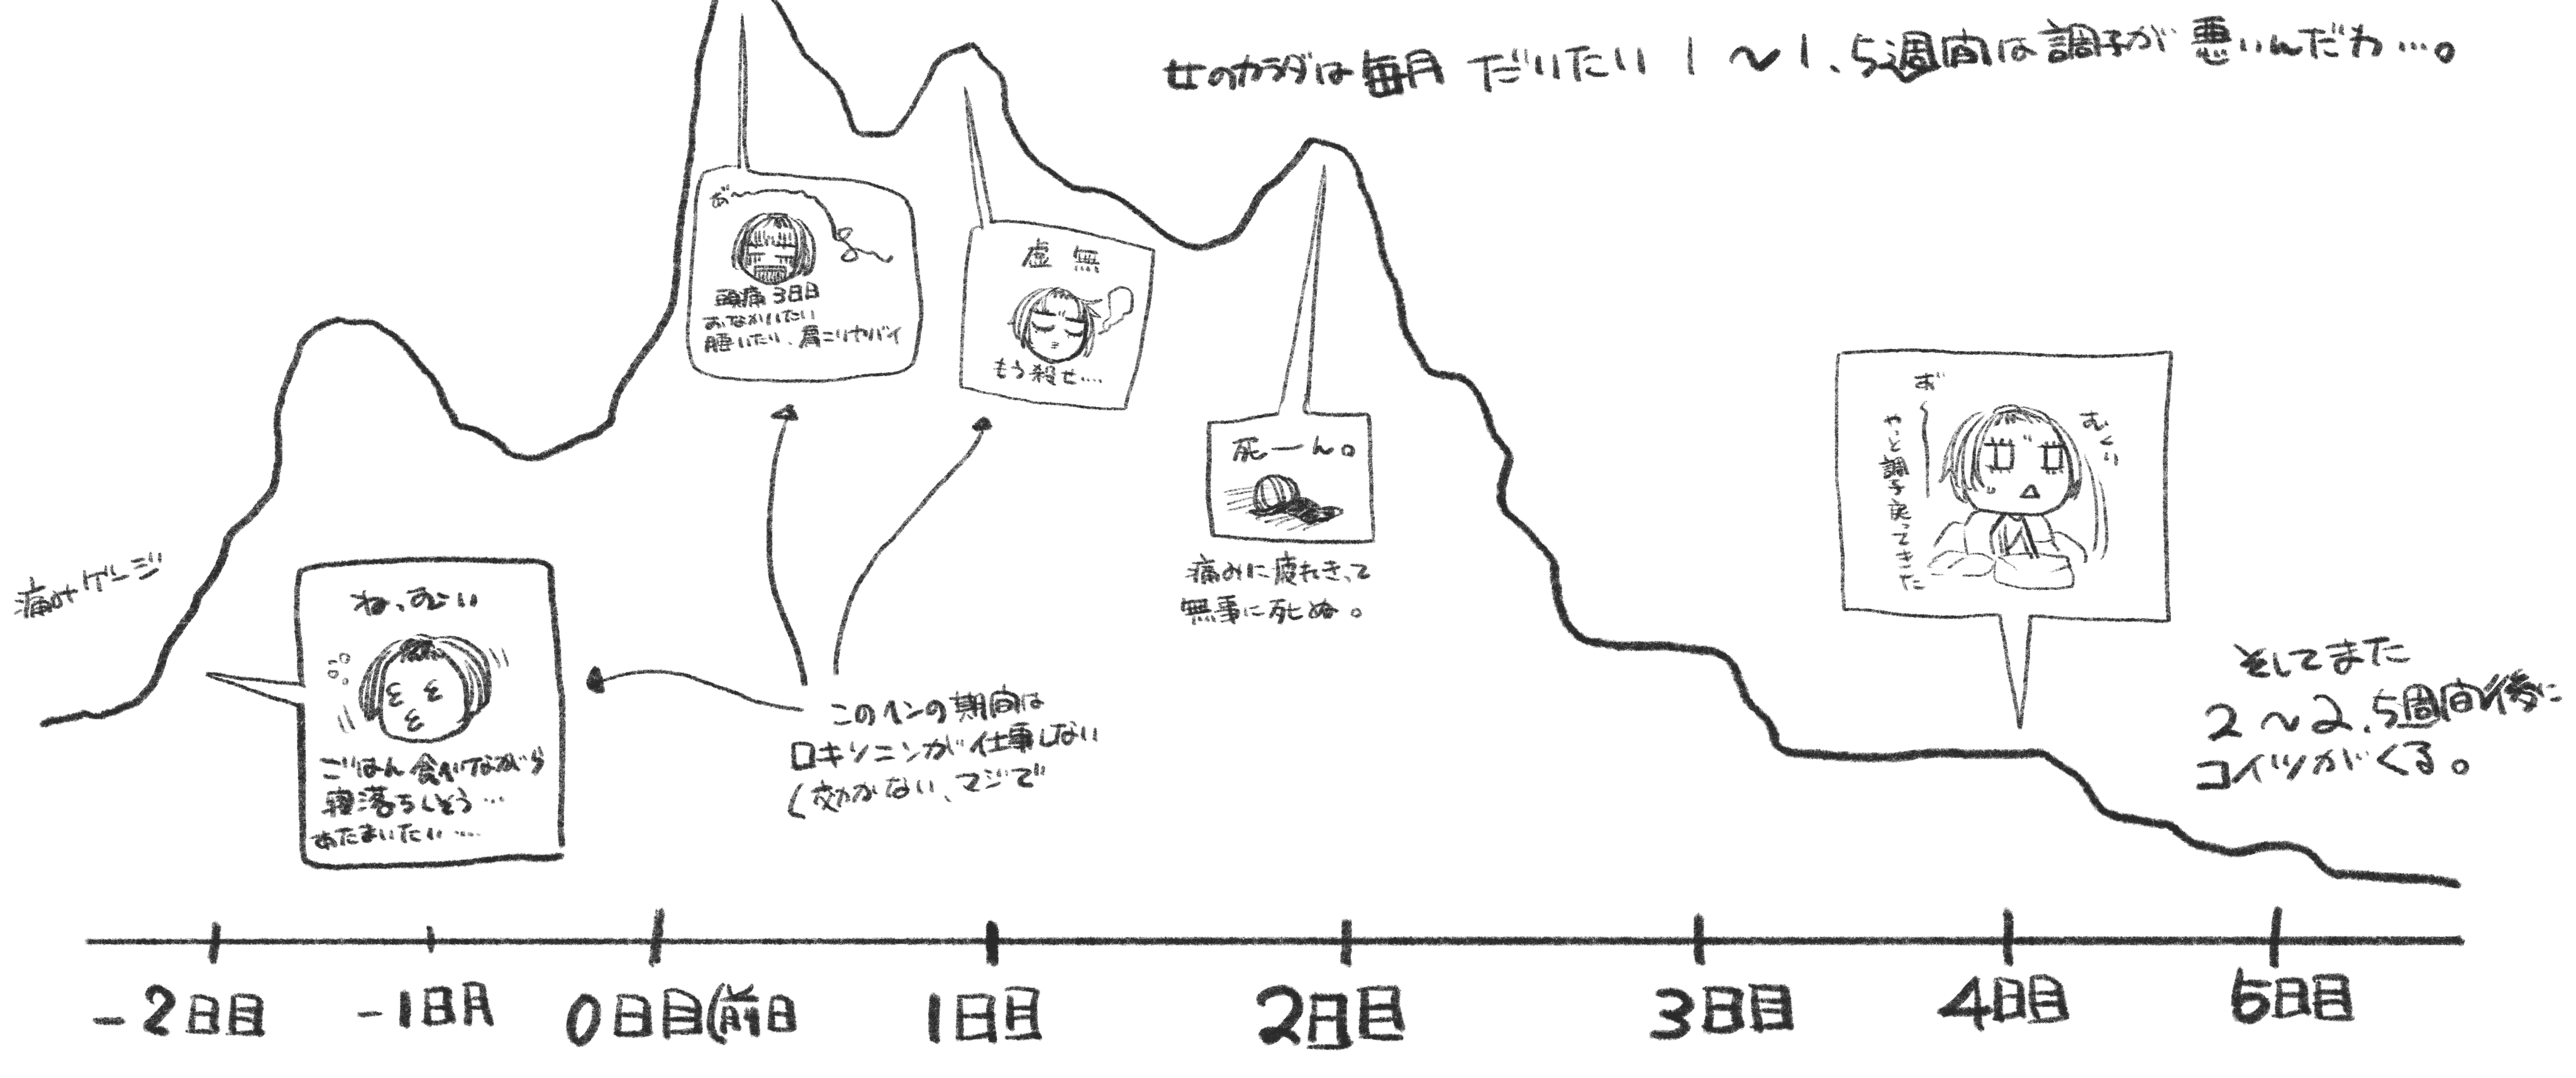 女のカラダは毎月 だいたい 1〜1.5週間は調子が 悪いんだわ…。
痛みゲージ
ね、むい
ごはん食べながら
寝落ちしそう…
あたまいたい……
あ゛〜
頭痛3日目
おなかいたい
腰いたい、肩こりヤバイ
虚無
もう殺せ….
死ーん。
痛みに疲れきって
無事に死ぬ。
このヘンの期間は
ロキソニンが仕事しない
(効かない、マジで
お゛〜
やっと調子戻ってきた
むくり
そしてまた
2〜2.5週間後に
コイツがくる。
-2日目
-1日目
0日目(前日
1日目
2日目
3日目
4日目
5日目